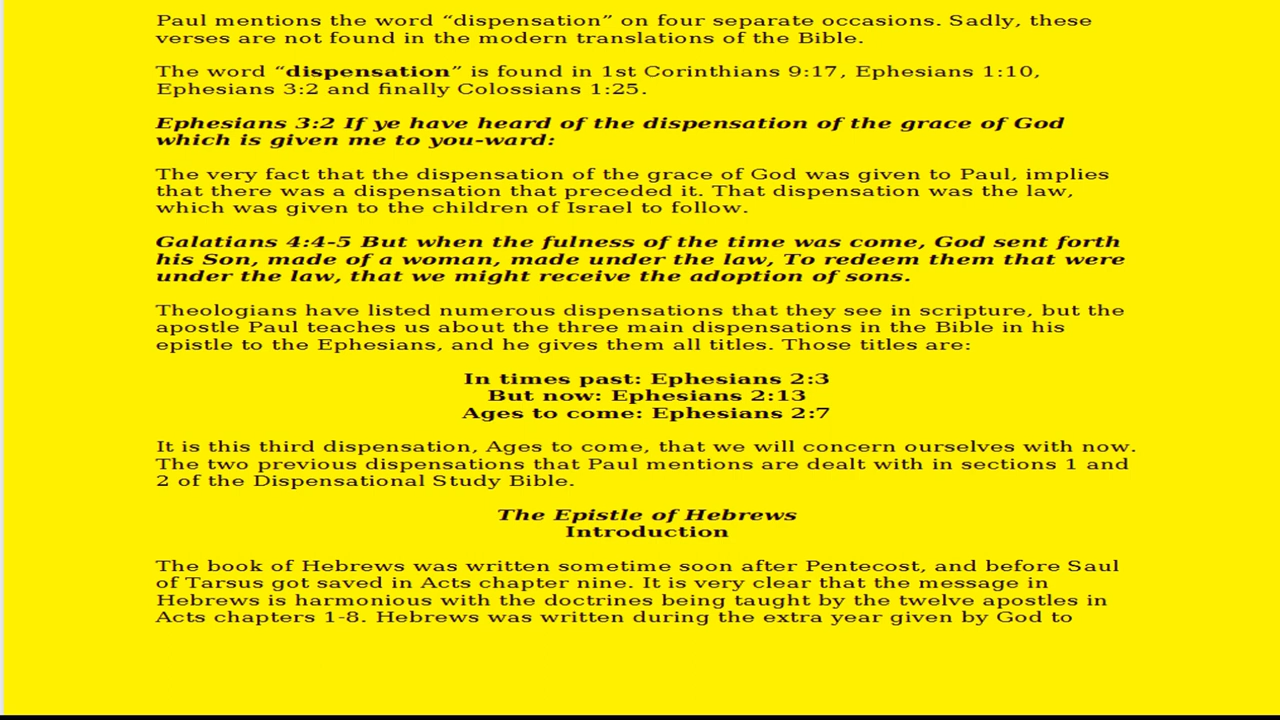 Paul mentions the word “dispensation” on four separate occasions. Sadly, these
verses are not found in the modern translations of the Bible.
The word “dispensation” is found in 1st Corinthians 9:17, Ephesians 1:10,
Ephesians 3:2 and finally Colossians 1:25.
Ephesians 3:2 If ye have heard of the dispensation of the grace of God
which is given me to you-ward:
The very fact that the dispensation of the grace of God was given to Paul, implies
that there was a dispensation that preceded it. That dispensation was the law,
which was given to the children of Israel to follow.
Galatians 4:4-5 But when the fulness of the time was come, God sent forth
his Son, made of a woman, made under the law, To redeem them that were
under the law, that we might receive the adoption of sons.
Theologians have listed numerous dispensations that they see in scripture, but the
apostle Paul teaches us about the three main dispensations in the Bible in his
epistle to the Ephesians, and he gives them all titles. Those titles are:
In times past: Ephesians 2:3
But now: Ephesians 2:13
Ages to come: Ephesians 2:7
It is this third dispensation, Ages to come, that we will concern ourselves with now.
The two previous dispensations that Paul mentions are dealt with in sections 1 and
2 of the Dispensational Study Bible.
The Epistle of Hebrews
Introduction
The book of Hebrews was written sometime soon after Pentecost, and before Saul
of Tarsus got saved in Acts chapter nine. It is very clear that the message in
Hebrews is harmonious with the doctrines being taught by the twelve apostles in
Acts chapters 1-8. Hebrews was written during the extra year given by God to